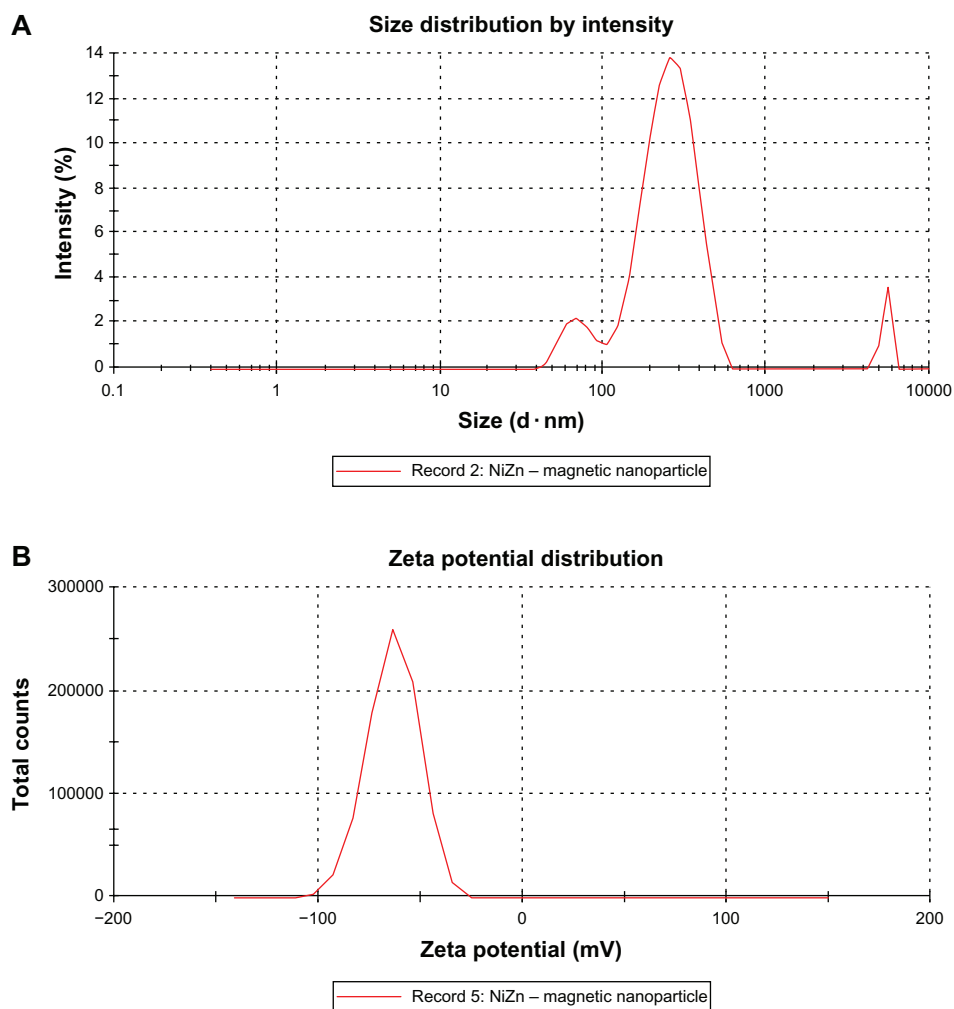 A
Size distribution by intensity
14
12
10
8
6
4
2
0
0.1 1 10 100 1000 10000
Intensity (%)
Size (d · nm)
Record 2: NiZn – magnetic nanoparticle
B
Zeta potential distribution
300000
200000
100000
0
−200 −100 0 100 200
Total counts
Zeta potential (mV)
Record 5: NiZn – magnetic nanoparticle